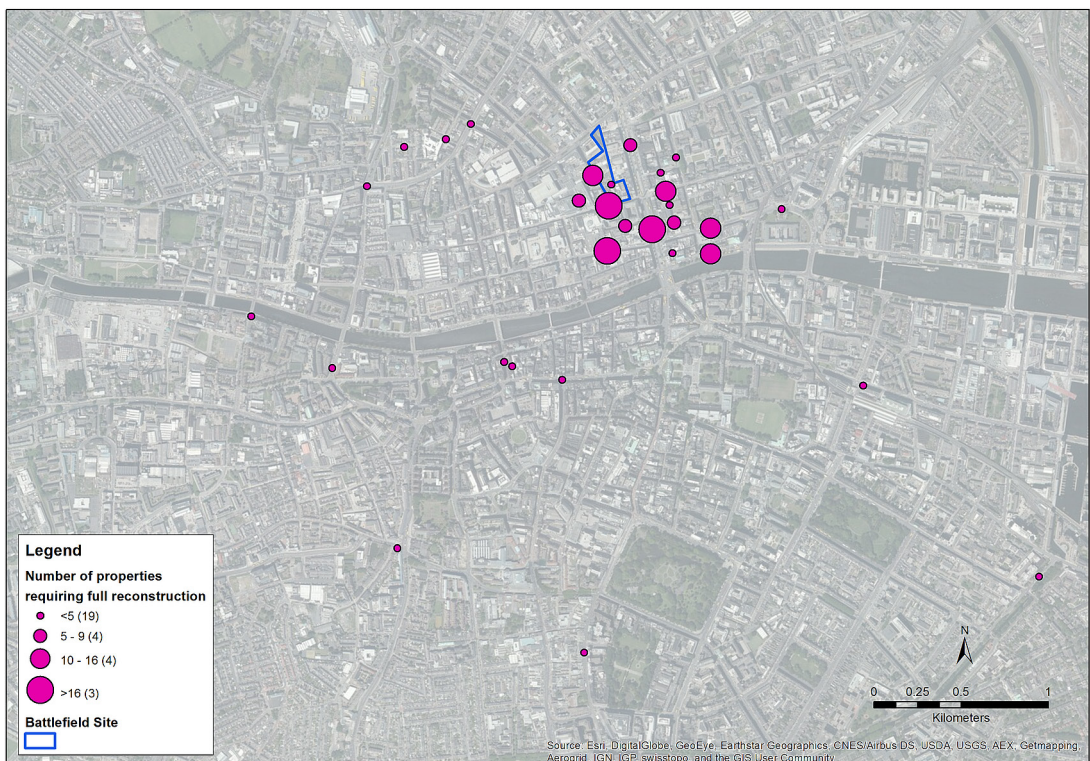 Legend
Number of properties
requiring full reconstruction
<5 (19)
5 - 9 (4)
10 - 16 (4)
>16 (3)
Battlefield Site
N
0 0.25 0.5 1
Kilometers
Source: Esri, DigitalGlobe, GeoEye, Earthstar Geographics, CNES/Airbus DS, USDA, USGS, AEX, Getmapping,
Aerogrid, IGN, IGP, swisstopo, and the GIS User Community